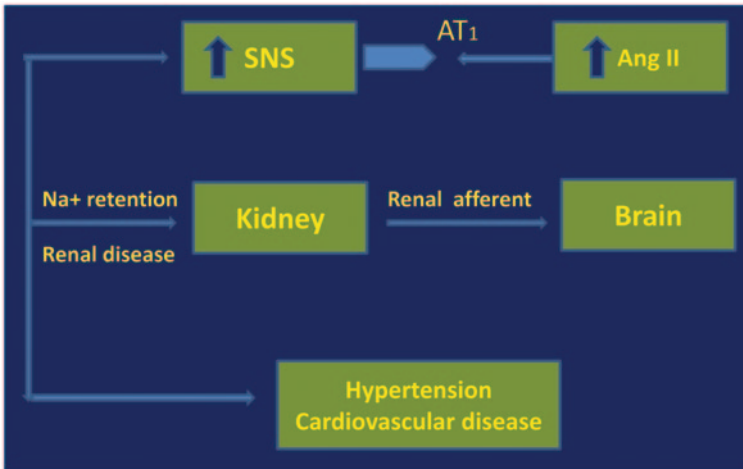 AT₁
SNS
Ang II
Na+ retention
Kidney
Renal afferent
Brain
Renal disease
Hypertension
Cardiovascular disease